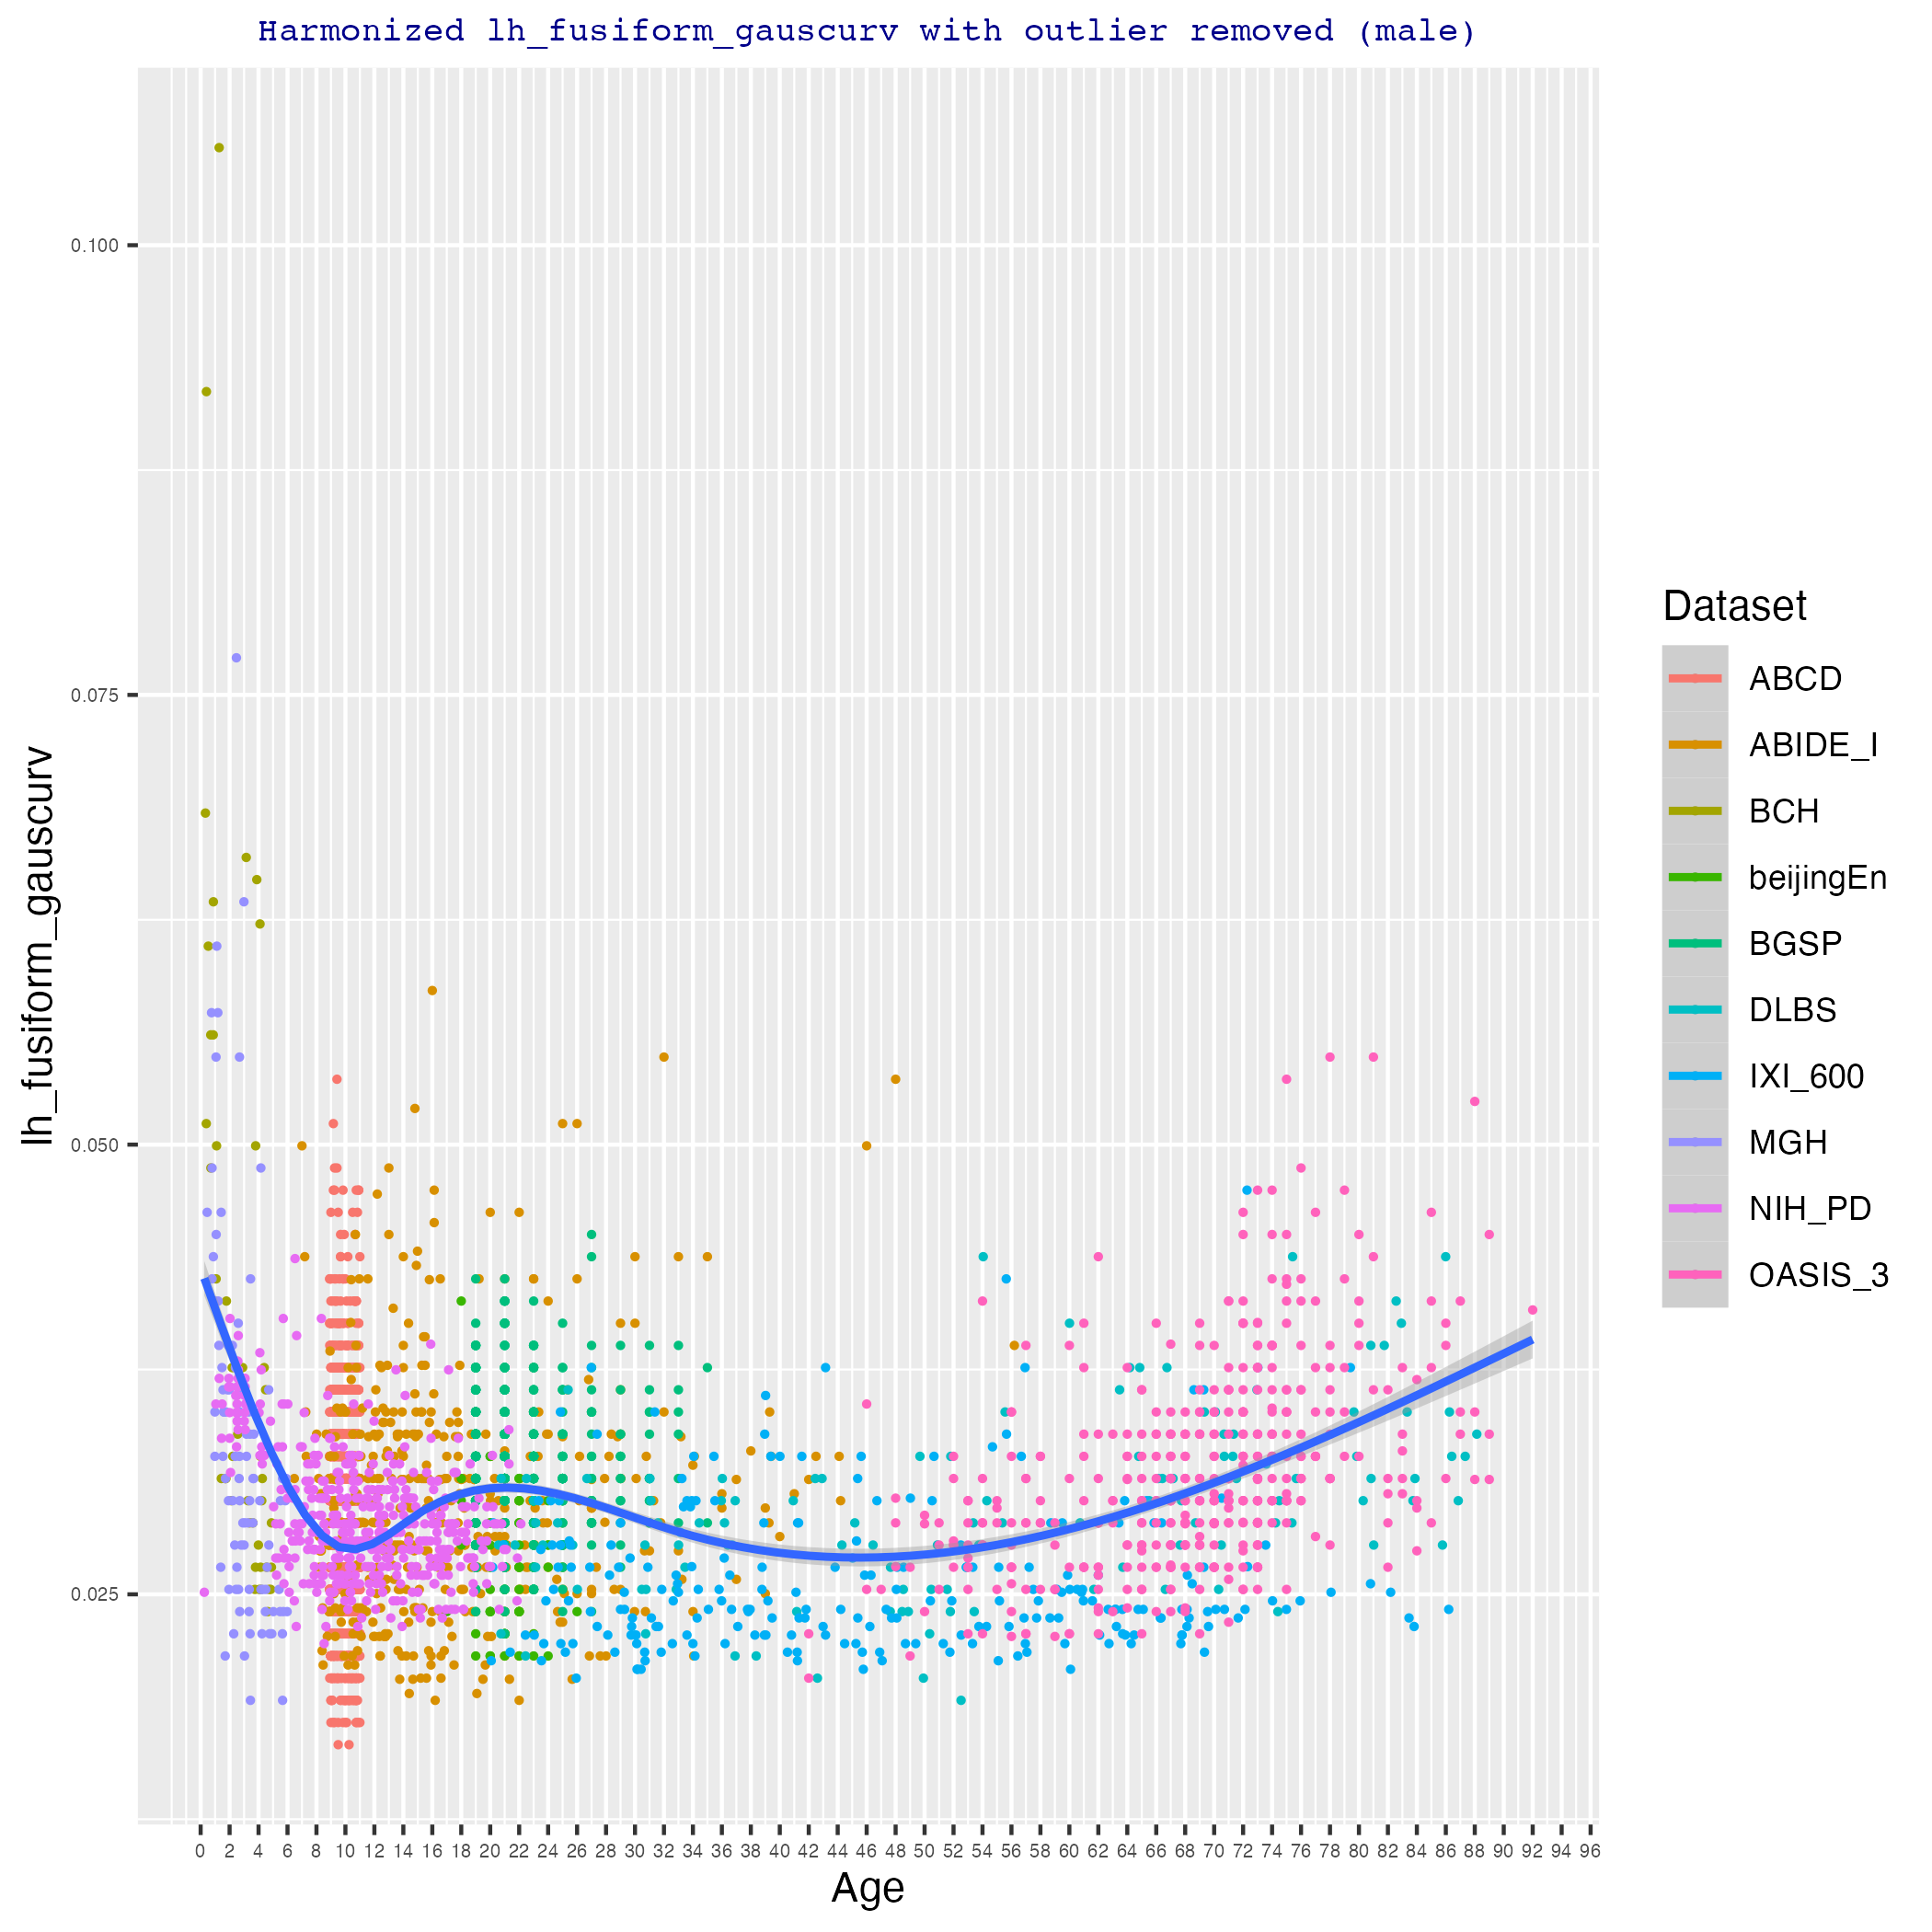 Harmonized lh_fusiform_gauscurv with outlier removed (male)
lh_fusiform_gauscurv
0.100
0.075
0.050
0.025
0 2 4 6 8 10 12 14 16 18 20 22 24 26 28 30 32 34 36 38 40 42 44 46 48 50 52 54 56 58 60 62 64 66 68 70 72 74 76 78 80 82 84 86 88 90 92 94 96
Age
Dataset
ABCD
ABIDE_I
BCH
beijingEn
BGSP
DLBS
IXI_600
MGH
NIH_PD
OASIS_3